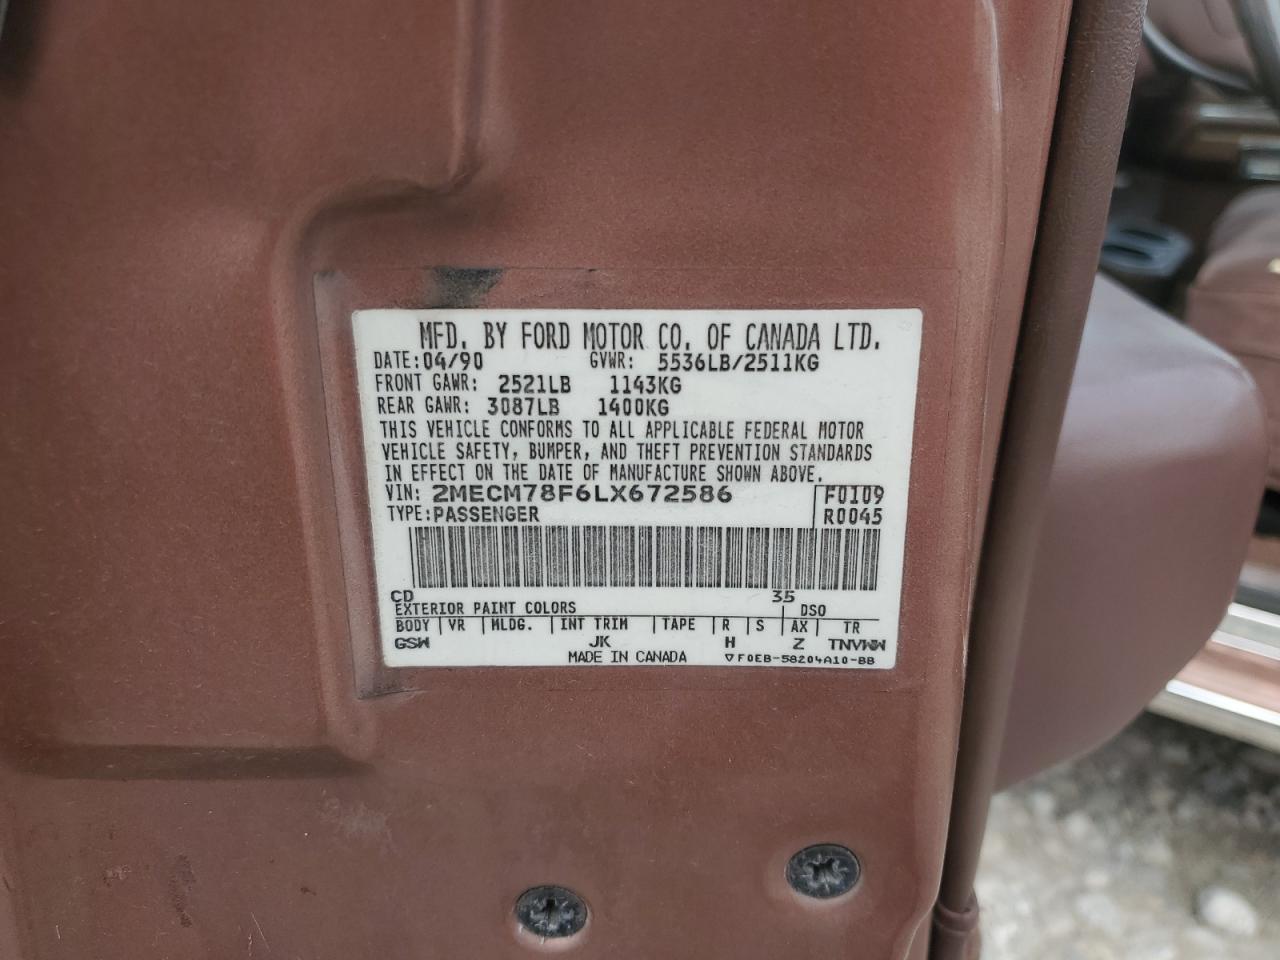 MFD. BY FORD MOTOR CO. OF CANADA LTD.
DATE:04/90 GVWR: 5536LB/2511KG
FRONT GAWR: 2521LB 1143KG
REAR GAWR: 3087LB 1400KG
THIS VEHICLE CONFORMS TO ALL APPLICABLE FEDERAL MOTOR
VEHICLE SAFETY, BUMPER, AND THEFT PREVENTION STANDARDS
IN EFFECT ON THE DATE OF MANUFACTURE SHOWN ABOVE.
VIN: 2MECM78F6LX672586 F0109
TYPE:PASSENGER R0045
CD 35
EXTERIOR PAINT COLORS DSO
BODY VR MLDG. INT TRIM TAPE R S AX TR
GSW JK H Z TNVWW
MADE IN CANADA ▽F0EB-58204A10-BB